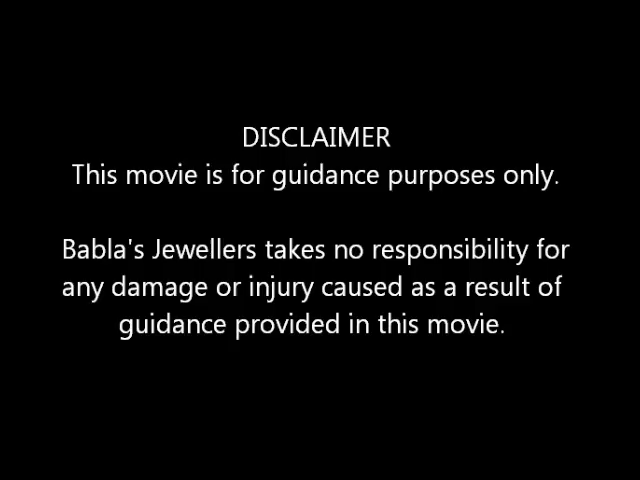 DISCLAIMER
This movie is for guidance purposes only.
Babla's Jewellers takes no responsibility for
any damage or injury caused as a result of
guidance provided in this movie.